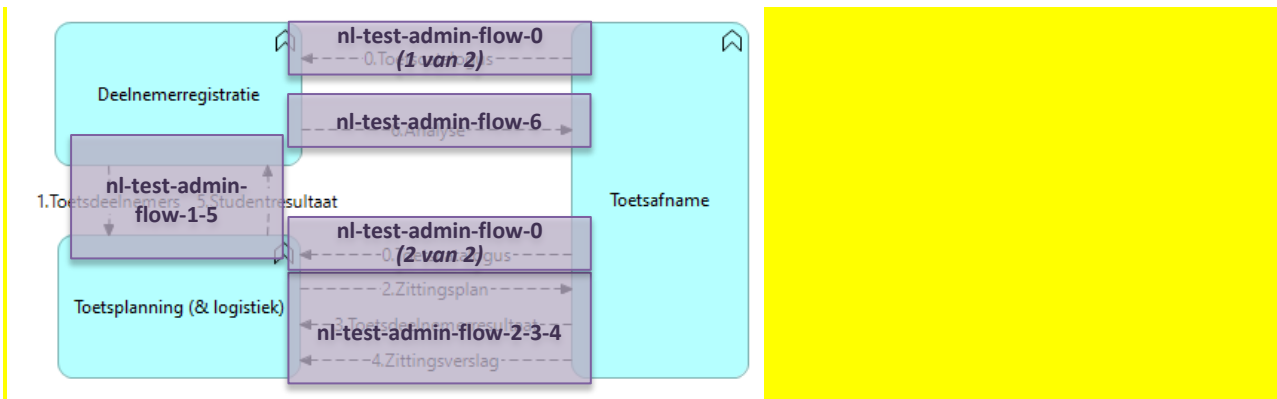 nl-test-admin-flow-0
(1 van 2)
Deelnemerregistratie
nl-test-admin-flow-6
6.Analyse
nl-test-admin-
flow-1-5
1.Toetsdeelnemers 5.Studentresultaat
Toetsafname
nl-test-admin-flow-0
(2 van 2)
2.Zittingsplan
Toetsplanning (& logistiek)
3.Toetsdeelnemerresultaat
nl-test-admin-flow-2-3-4
4.Zittingsverslag